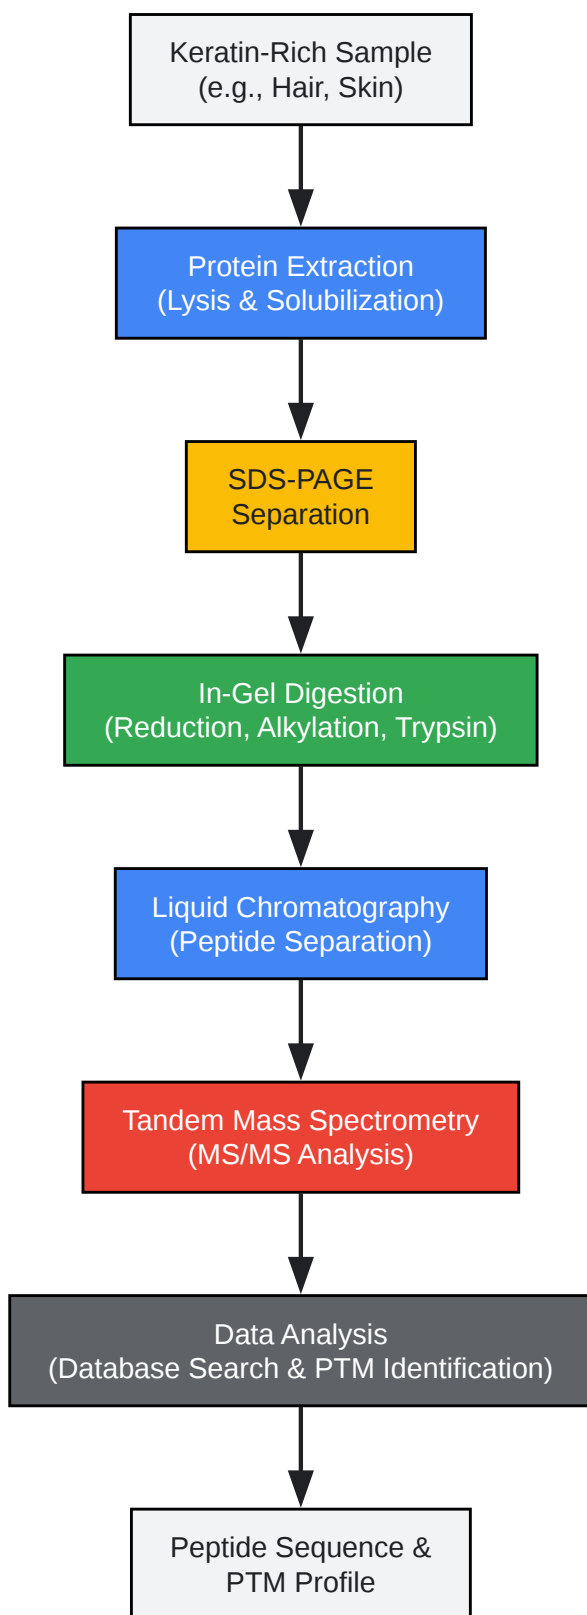 Keratin-Rich Sample
(e.g., Hair, Skin)
Protein Extraction
(Lysis & Solubilization)
SDS-PAGE
Separation
In-Gel Digestion
(Reduction, Alkylation, Trypsin)
Liquid Chromatography
(Peptide Separation)
Tandem Mass Spectrometry
(MS/MS Analysis)
Data Analysis
(Database Search & PTM Identification)
Peptide Sequence &
PTM Profile